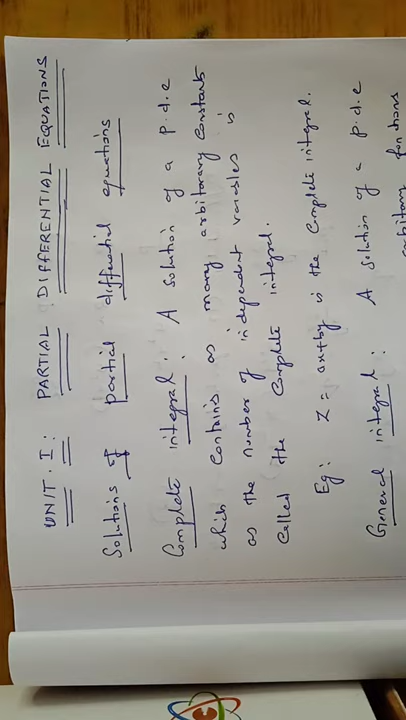 UNIT. I: PARTIAL DIFFERENTIAL EQUATIONS
Solutions of partial differential equations
Complete integral: A solution of a p.d.e
which contains as many arbitrary constants
as the number of independent variables is
called the complete integral.
Eg: Z = ax+by is the complete integral.
General integral: A solution of a p.d.e
arbitrary functions
C